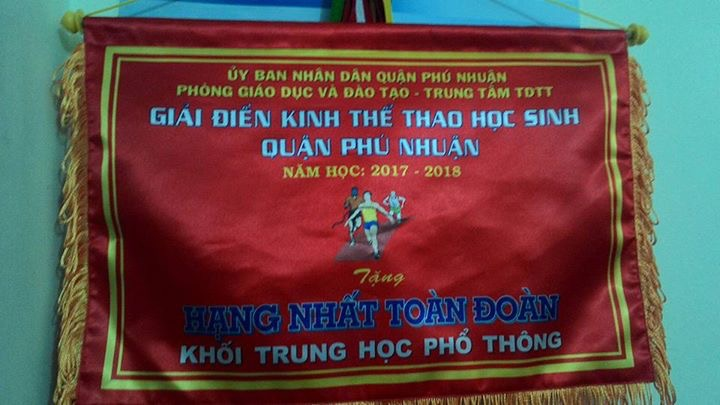 ỦY BAN NHÂN DÂN QUẬN PHÚ NHUẬN
PHÒNG GIÁO DỤC VÀ ĐÀO TẠO - TRUNG TÂM TDTT
GIẢI ĐIỀN KINH THỂ THAO HỌC SINH
QUẬN PHÚ NHUẬN
NĂM HỌC: 2017 - 2018
Tặng
HẠNG NHẤT TOÀN ĐOÀN
KHỐI TRUNG HỌC PHỔ THÔNG